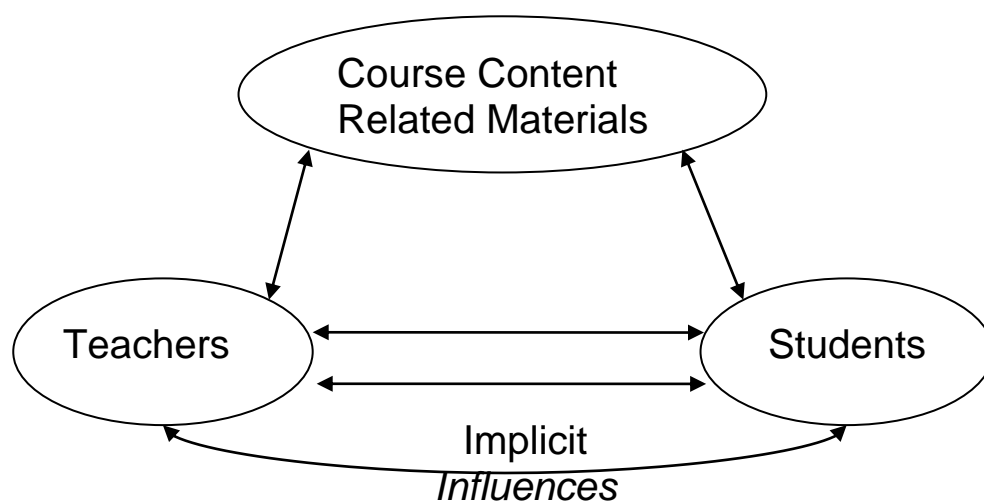 Course Content
Related Materials
Teachers
Students
Implicit
Influences